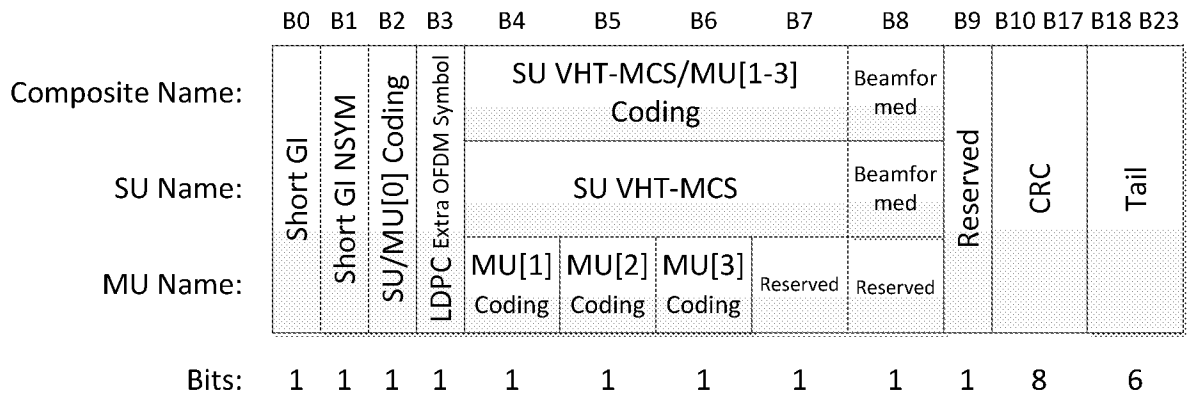 B0 B1 B2 B3 B4 B5 B6 B7 B8 B9 B10 B17 B18 B23
Composite Name:
SU VHT-MCS/MU[1-3]
Coding
Beamfor
med
SU Name:
SU VHT-MCS
Beamfor
med
MU Name:
Short GI
Short GI NSYM
SU/MU[0] Coding
LDPC Extra OFDM Symbol
MU[1]
Coding
MU[2]
Coding
MU[3]
Coding
Reserved
Reserved
Reserved
CRC
Tail
Bits: 1 1 1 1 1 1 1 1 1 1 8 6